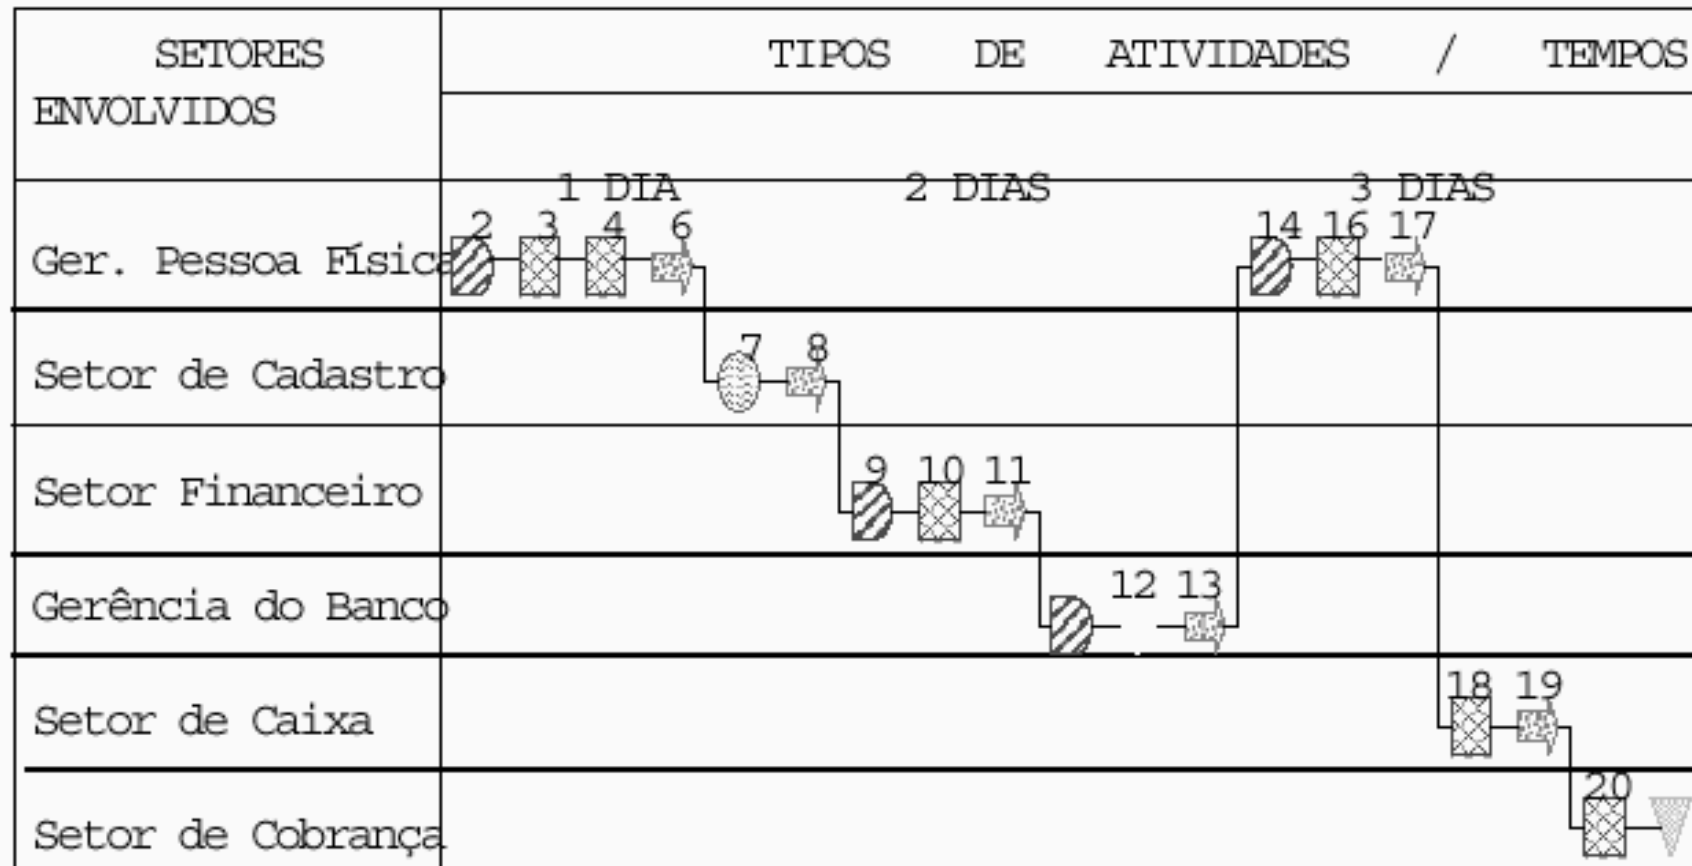 SETORES
ENVOLVIDOS
TIPOS DE ATIVIDADES / TEMPOS
1 DIA 2 DIAS 3 DIAS
2 3 4 6 14 16 17
Ger. Pessoa Física
7 8
Setor de Cadastro
9 10 11
Setor Financeiro
12 13
Gerência do Banco
18 19
Setor de Caixa
20
Setor de Cobrança